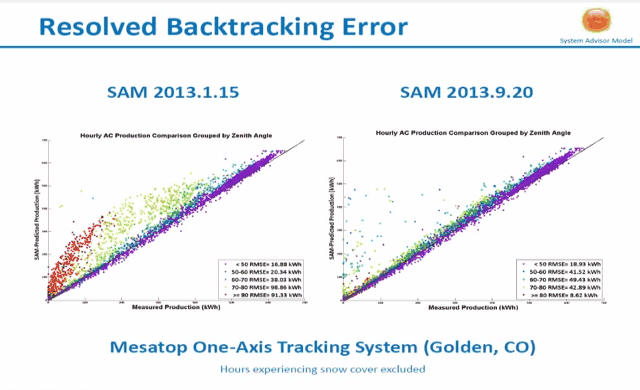 Resolved Backtracking Error
System Advisor Model
SAM 2013.1.15
SAM 2013.9.20
Hourly AC Production Comparison Grouped by Zenith Angle
SAM-Predicted Production [kWh]
< 50 RMSE= 16.88 kWh
50-60 RMSE= 20.34 kWh
60-70 RMSE= 38.03 kWh
70-80 RMSE= 98.86 kWh
>= 80 RMSE= 91.33 kWh
Measured Production (kWh)
Hourly AC Production Comparison Grouped by Zenith Angle
SAM-Predicted Production [kWh]
< 50 RMSE= 18.93 kWh
50-60 RMSE= 41.52 kWh
60-70 RMSE= 49.43 kWh
70-80 RMSE= 42.89 kWh
>= 80 RMSE= 8.62 kWh
Measured Production (kWh)
Mesatop One-Axis Tracking System (Golden, CO)
Hours experiencing snow cover excluded